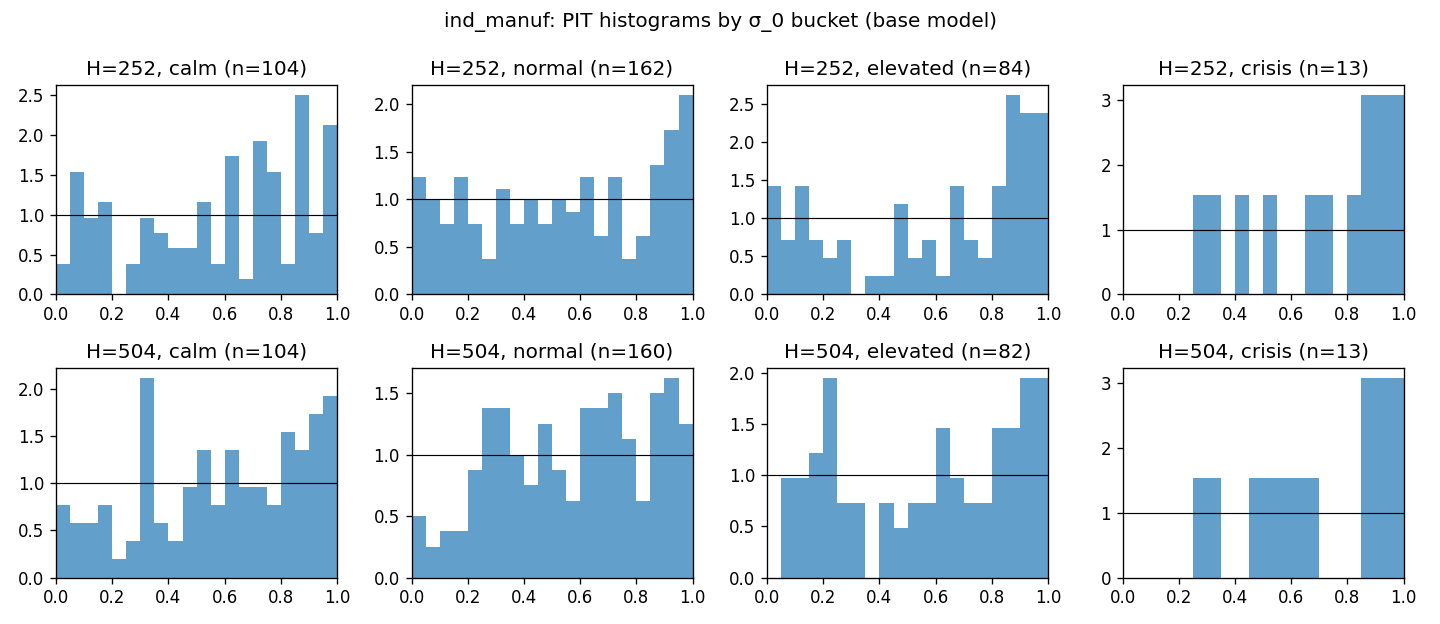 ind_manuf: PIT histograms by σ_0 bucket (base model)
H=252, calm (n=104)
2.5
2.0
1.5
1.0
0.5
0.0
0.0 0.2 0.4 0.6 0.8 1.0
H=252, normal (n=162)
2.0
1.5
1.0
0.5
0.0
0.0 0.2 0.4 0.6 0.8 1.0
H=252, elevated (n=84)
2.5
2.0
1.5
1.0
0.5
0.0
0.0 0.2 0.4 0.6 0.8 1.0
H=252, crisis (n=13)
3
2
1
0
0.0 0.2 0.4 0.6 0.8 1.0
H=504, calm (n=104)
2.0
1.5
1.0
0.5
0.0
0.0 0.2 0.4 0.6 0.8 1.0
H=504, normal (n=160)
1.5
1.0
0.5
0.0
0.0 0.2 0.4 0.6 0.8 1.0
H=504, elevated (n=82)
2.0
1.5
1.0
0.5
0.0
0.0 0.2 0.4 0.6 0.8 1.0
H=504, crisis (n=13)
3
2
1
0
0.0 0.2 0.4 0.6 0.8 1.0